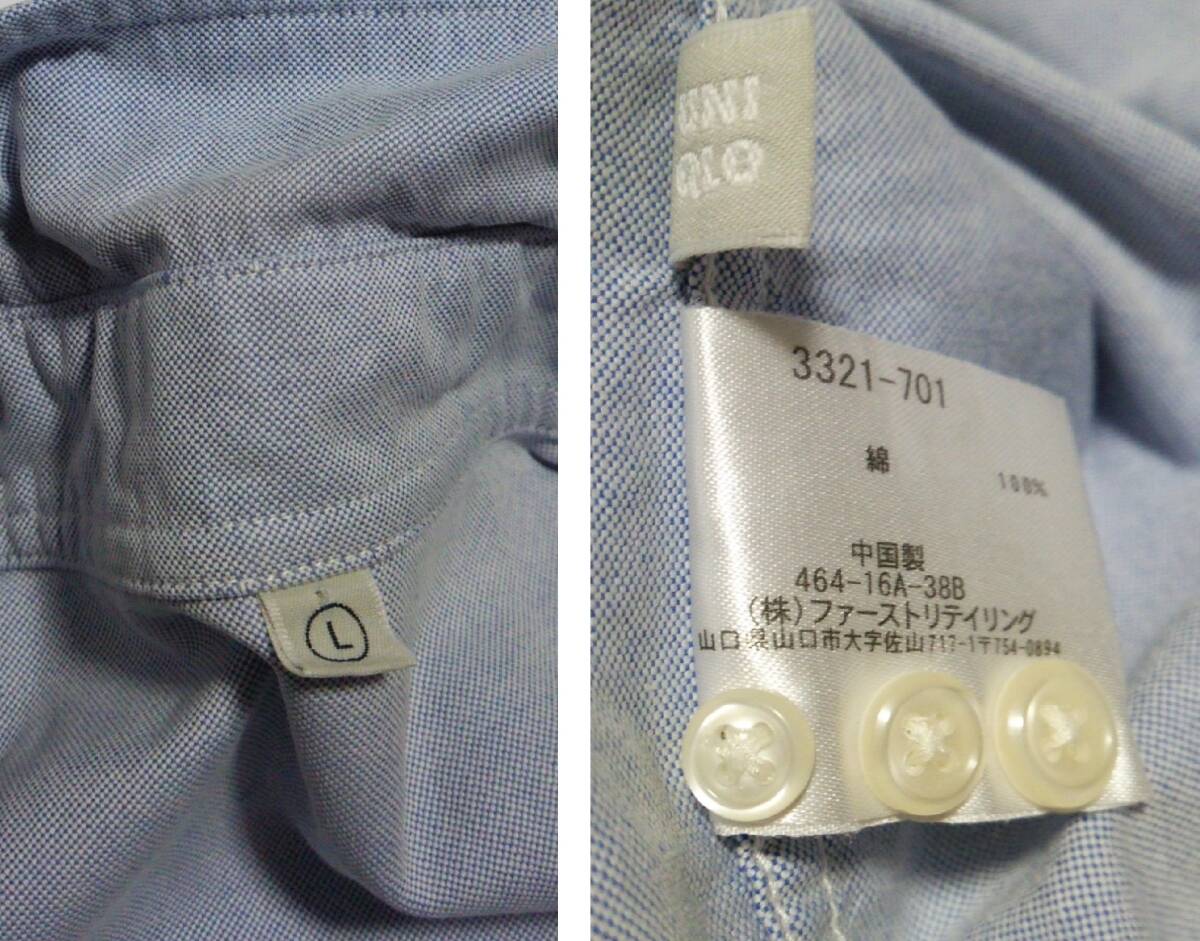 L
UNI
QLO
3321-701
綿
100%
中国製
464-16A-38B
(株)ファーストリテイリング
山口県山口市大字佐山717-1〒754-0894